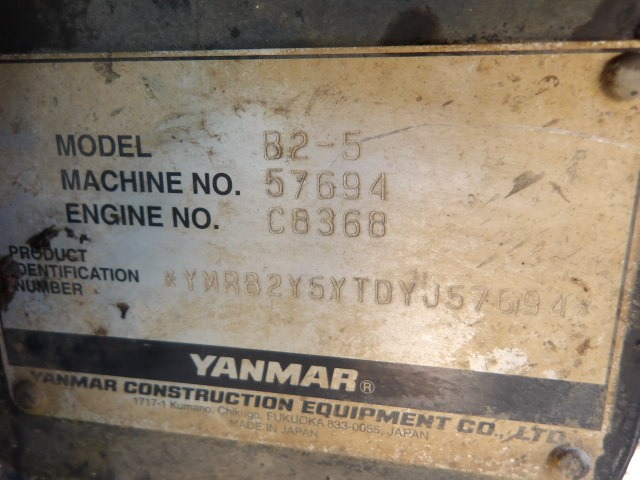 MODEL B2-5
MACHINE NO. 57694
ENGINE NO. C8368
PRODUCT
IDENTIFICATION
NUMBER *YMRB2Y5YTDYJ57694*
YANMAR®
YANMAR CONSTRUCTION EQUIPMENT CO., LTD.
1717-1 Kumano, Chikugo, FUKUOKA 833-0055, JAPAN
MADE IN JAPAN